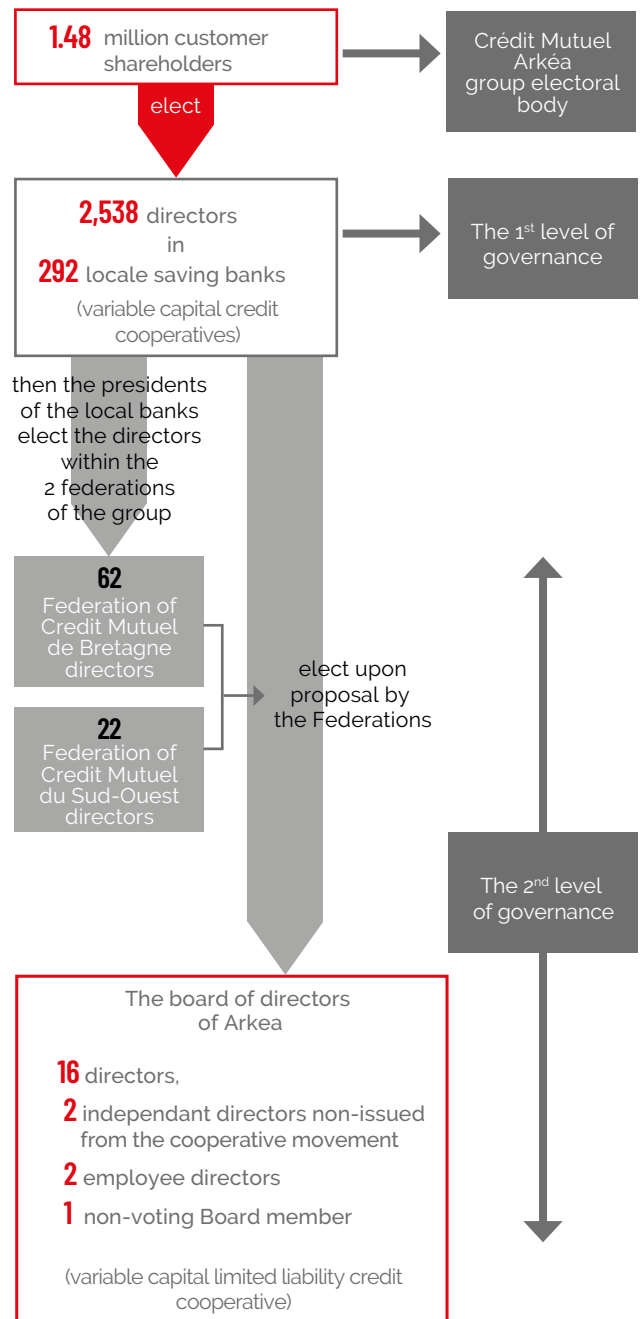 1.48 million customer
shareholders
Crédit Mutuel
Arkéa
group electoral
body
elect
2,538 directors
in
292 locale saving banks
(variable capital credit
cooperatives)
The 1st level of
governance
then the presidents
of the local banks
elect the directors
within the
2 federations
of the group
62
Federation of
Credit Mutuel
de Bretagne
directors
22
Federation of
Credit Mutuel
du Sud-Ouest
directors
elect upon
proposal by
the Federations
The 2nd level
of governance
The board of directors
of Arkea
16 directors,
2 independant directors non-issued
from the cooperative movement
2 employee directors
1 non-voting Board member
(variable capital limited liability credit
cooperative)